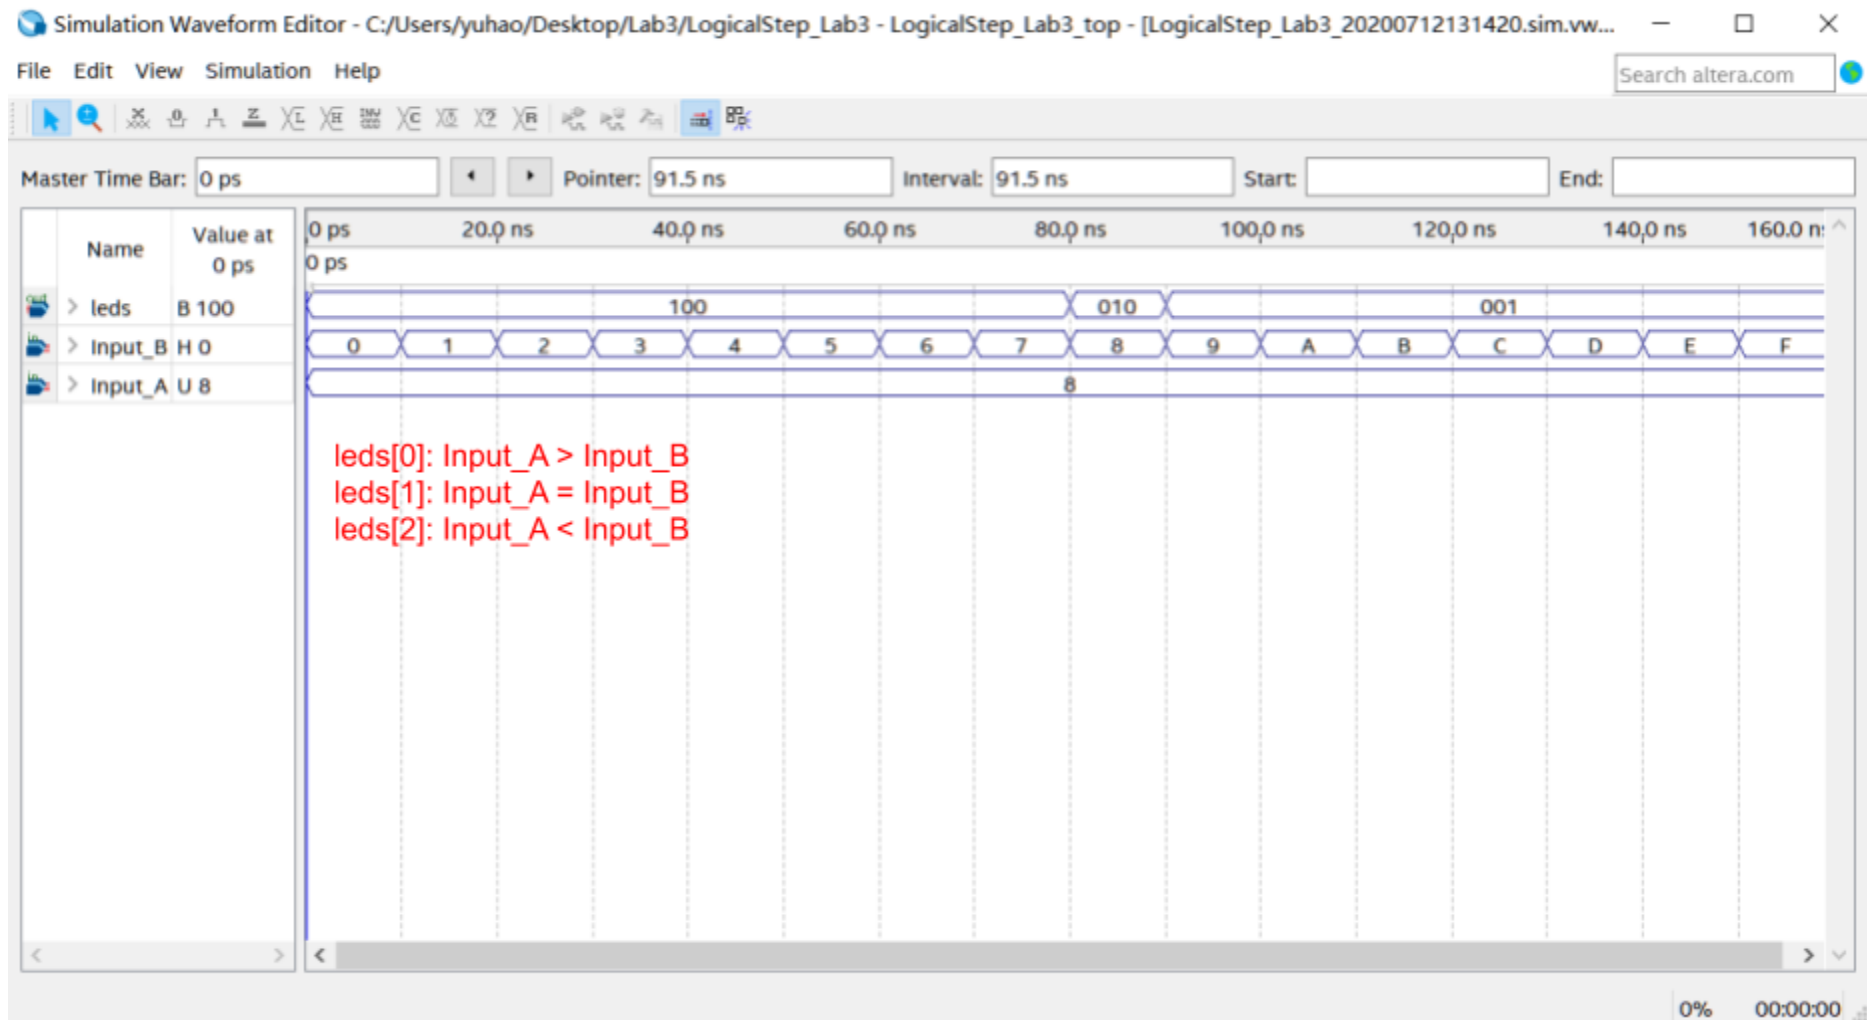 Simulation Waveform Editor - C:/Users/yuhao/Desktop/Lab3/LogicalStep_Lab3 - LogicalStep_Lab3_top - [LogicalStep_Lab3_20200712131420.sim.vw...
File Edit View Simulation Help
Search altera.com
Master Time Bar: 0 ps Pointer: 91.5 ns Interval: 91.5 ns Start: End:
Name Value at 0 ps
0 ps 20.0 ns 40.0 ns 60.0 ns 80.0 ns 100.0 ns 120.0 ns 140.0 ns 160.0 n
0 ps
leds B 100 100 010 001
Input_B H 0 0 1 2 3 4 5 6 7 8 9 A B C D E F
Input_A U 8 8
leds[0]: Input_A > Input_B
leds[1]: Input_A = Input_B
leds[2]: Input_A < Input_B
0% 00:00:00